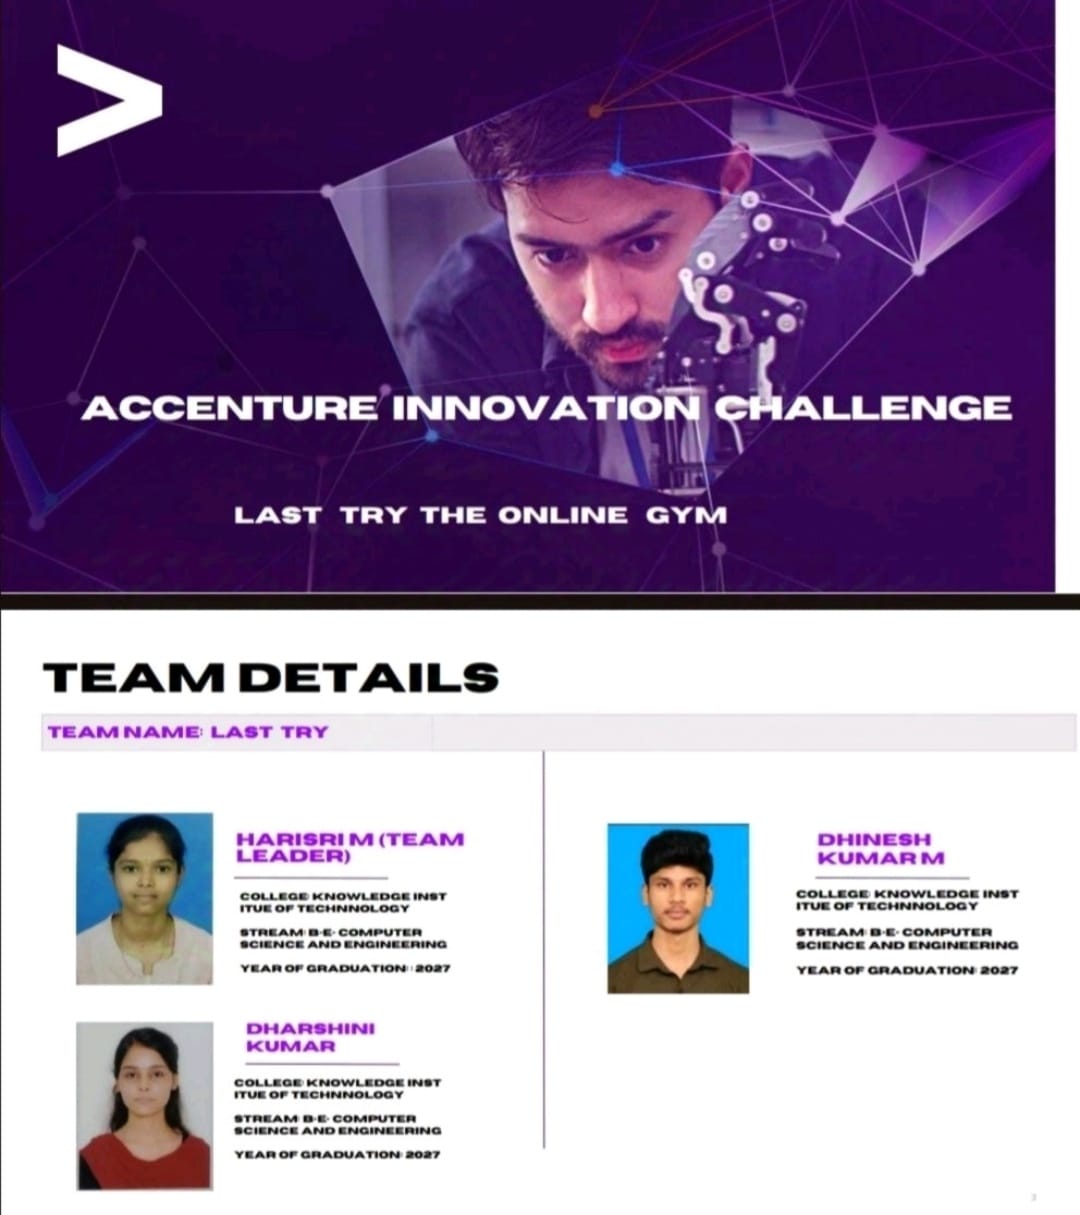 ACCENTURE INNOVATION CHALLENGE
LAST TRY THE ONLINE GYM
TEAM DETAILS
TEAM NAME: LAST TRY
HARISRI M (TEAM
LEADER)
COLLEGE: KNOWLEDGE INST
ITUE OF TECHNNOLOGY
STREAM: B.E. COMPUTER
SCIENCE AND ENGINEERING
YEAR OF GRADUATION: : 2027
DHARSHINI
KUMAR
COLLEGE: KNOWLEDGE INST
ITUE OF TECHNNOLOGY
STREAM: B.E. COMPUTER
SCIENCE AND ENGINEERING
YEAR OF GRADUATION: 2027
DHINESH
KUMAR M
COLLEGE: KNOWLEDGE INST
ITUE OF TECHNNOLOGY
STREAM: B.E. COMPUTER
SCIENCE AND ENGINEERING
YEAR OF GRADUATION: 2027
3